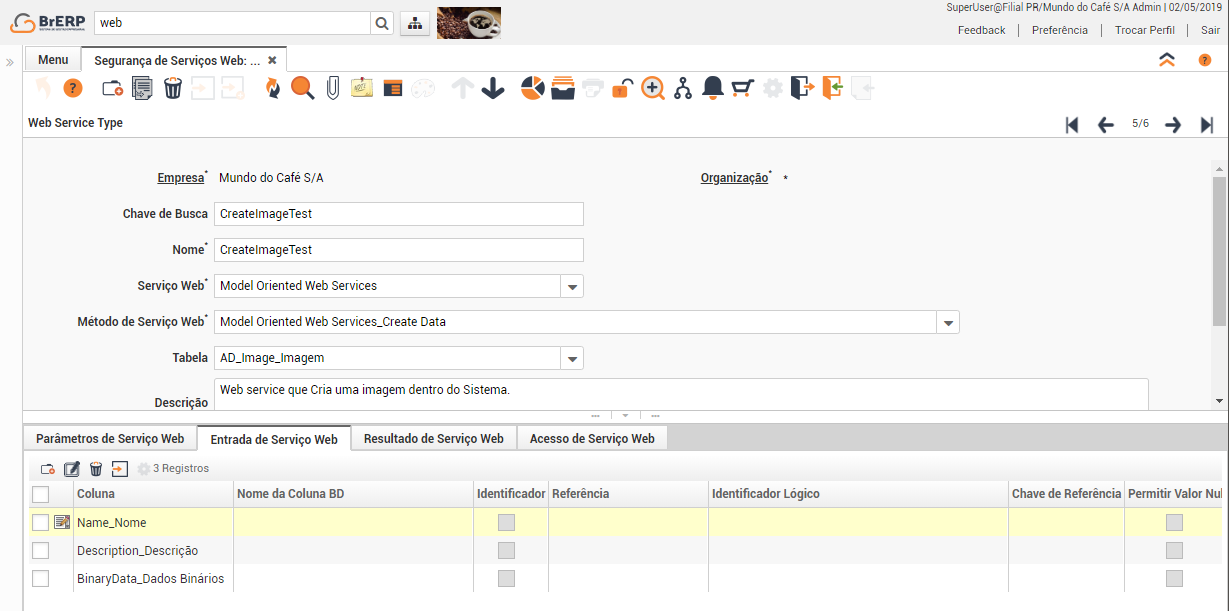 SuperUser@Filial PR/Mundo do Café S/A Admin | 02/05/2019
BrERP
web
Feedback | Preferência | Trocar Perfil | Sair
Menu
Segurança de Serviços Web: ...
Web Service Type
5/6
Empresa* Mundo do Café S/A
Organização* *
Chave de Busca CreateImageTest
Nome* CreateImageTest
Serviço Web* Model Oriented Web Services
Método de Serviço Web* Model Oriented Web Services_Create Data
Tabela AD_Image_Imagem
Descrição Web service que Cria uma imagem dentro do Sistema.
Parâmetros de Serviço Web
Entrada de Serviço Web
Resultado de Serviço Web
Acesso de Serviço Web
3 Registros
Coluna Nome da Coluna BD Identificador Referência Identificador Lógico Chave de Referência Permitir Valor Nul
Name_Nome
Description_Descrição
BinaryData_Dados Binários